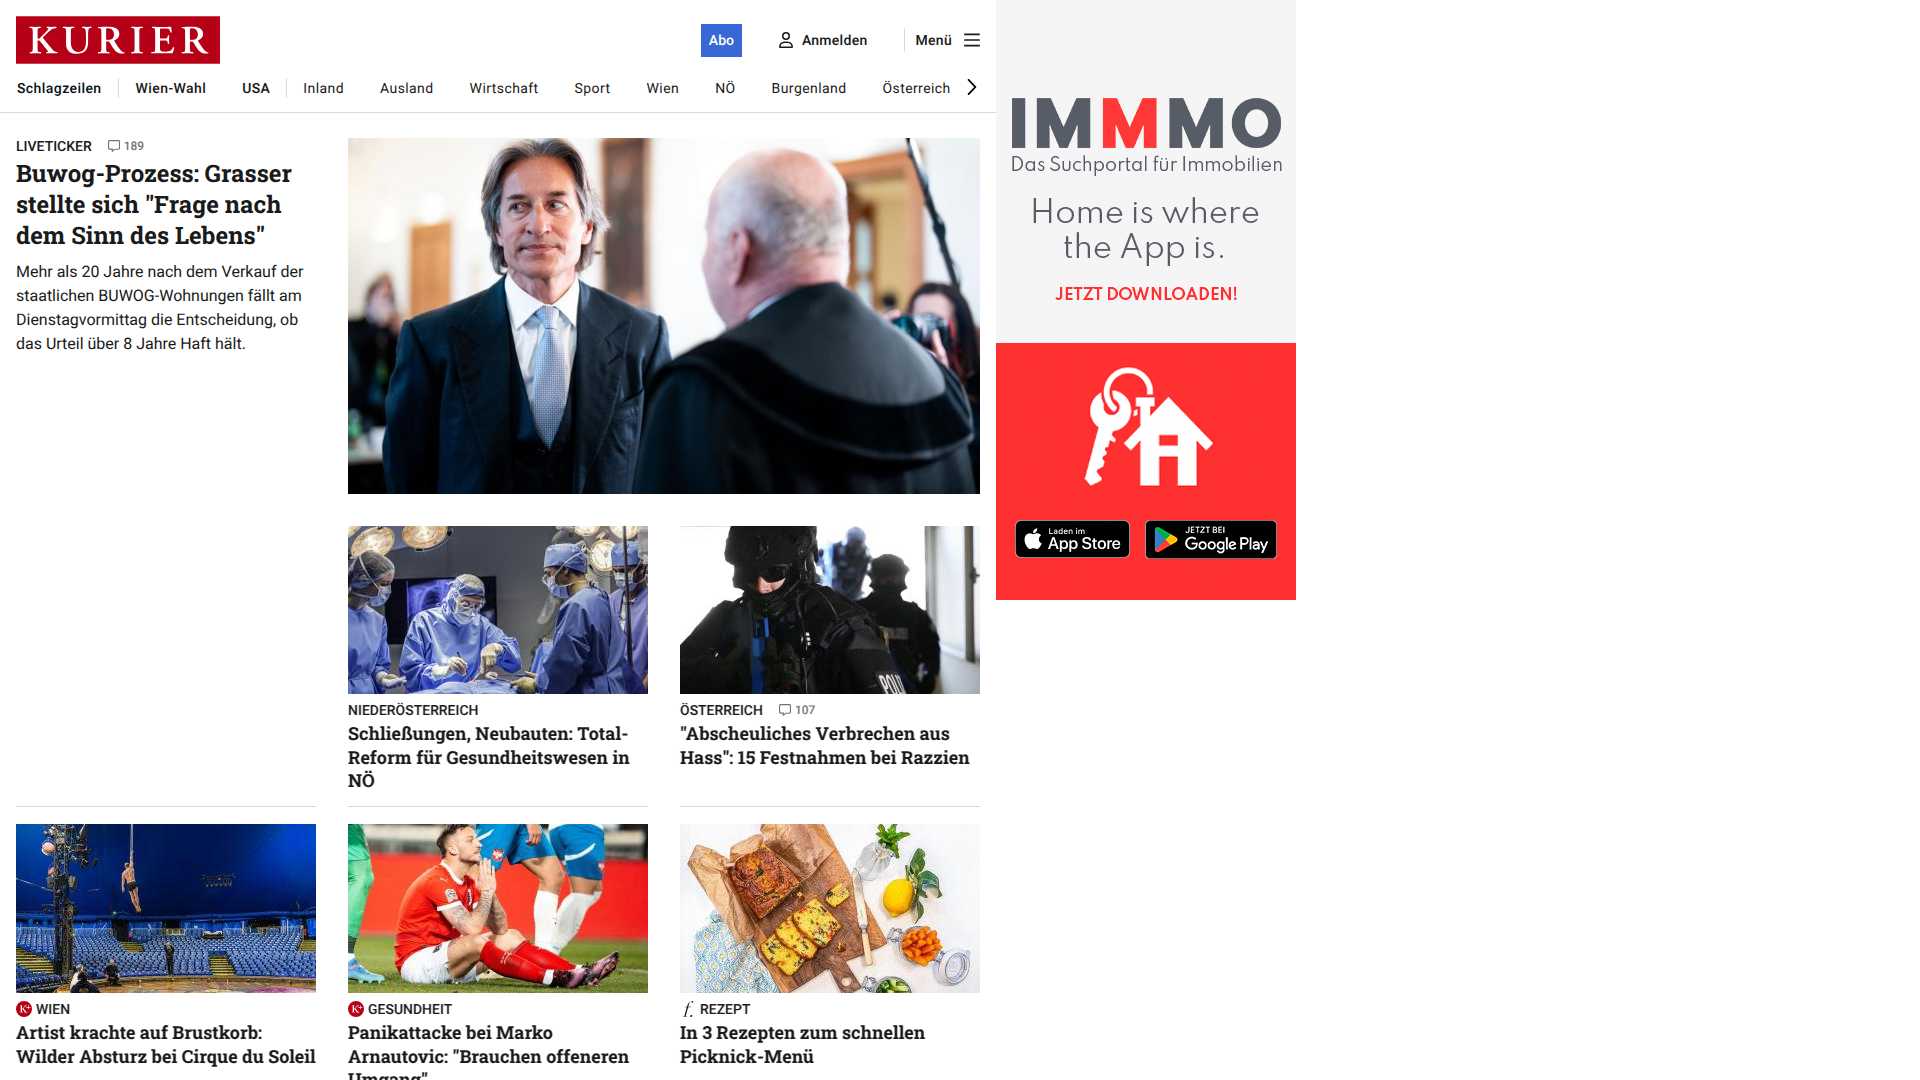 KURIER
Abo
Anmelden
Menü
Schlagzeilen
Wien-Wahl
USA
Inland
Ausland
Wirtschaft
Sport
Wien
NÖ
Burgenland
Österreich
LIVETICKER 189
Buwog-Prozess: Grasser
stellte sich "Frage nach
dem Sinn des Lebens"
Mehr als 20 Jahre nach dem Verkauf der
staatlichen BUWOG-Wohnungen fällt am
Dienstagvormittag die Entscheidung, ob
das Urteil über 8 Jahre Haft hält.
IMMMO
Das Suchportal für Immobilien
Home is where
the App is.
JETZT DOWNLOADEN!
Laden im
App Store
JETZT BEI
Google Play
NIEDERÖSTERREICH
Schließungen, Neubauten: Total-
Reform für Gesundheitswesen in
NÖ
ÖSTERREICH 107
"Abscheuliches Verbrechen aus
Hass": 15 Festnahmen bei Razzien
K+ WIEN
Artist krachte auf Brustkorb:
Wilder Absturz bei Cirque du Soleil
K+ GESUNDHEIT
Panikattacke bei Marko
Arnautovic: "Brauchen offeneren
Umgang"
f. REZEPT
In 3 Rezepten zum schnellen
Picknick-Menü